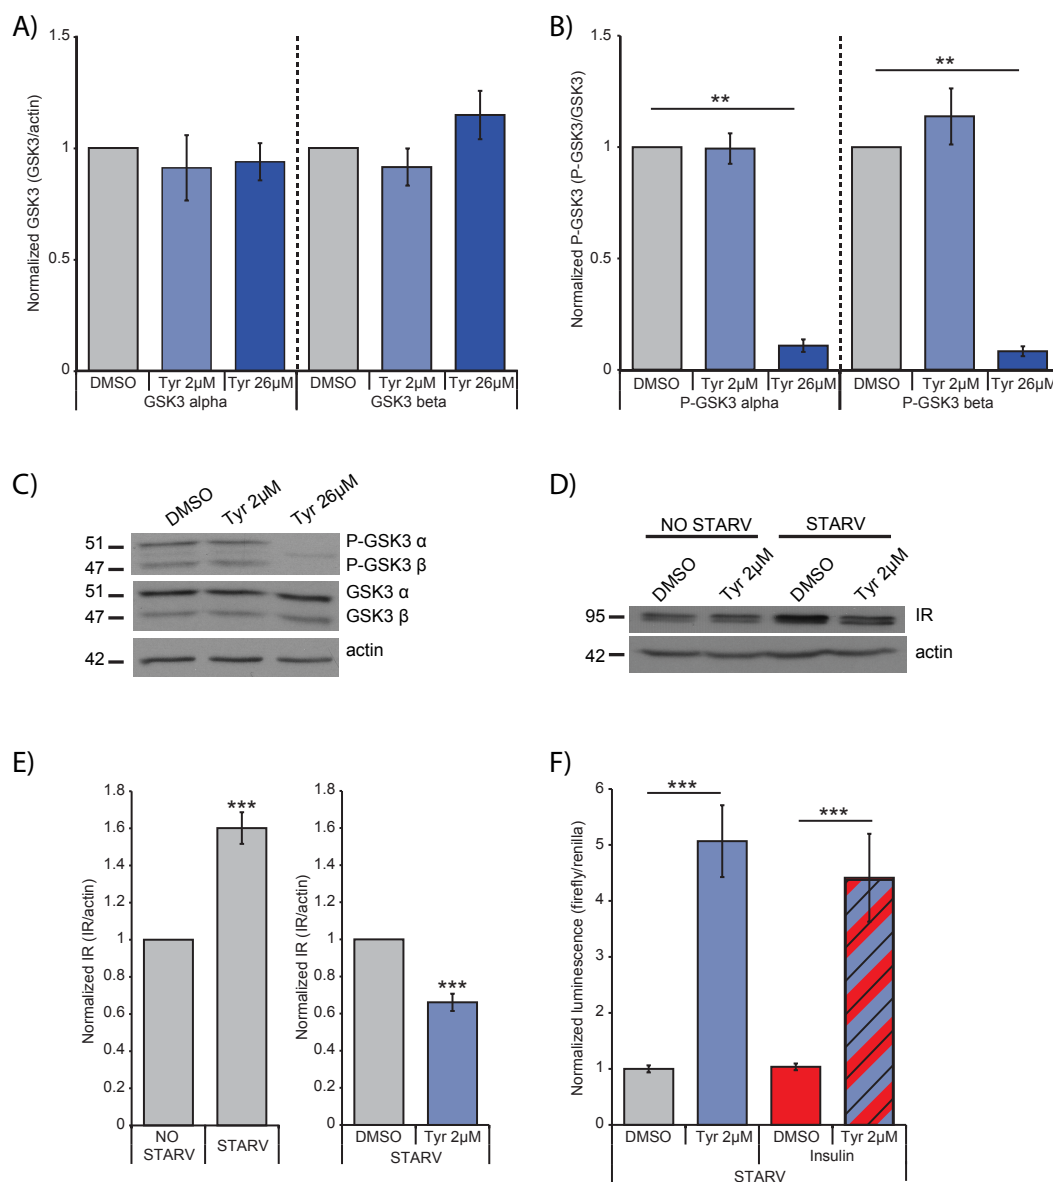 A)
Normalized GSK3 (GSK3/actin)
1.5
1
0.5
0
DMSO
Tyr 2µM
Tyr 26µM
DMSO
Tyr 2µM
Tyr 26µM
GSK3 alpha
GSK3 beta
B)
Normalized P-GSK3 (P-GSK3/GSK3)
1.5
1
0.5
0
**
**
DMSO
Tyr 2µM
Tyr 26µM
DMSO
Tyr 2µM
Tyr 26µM
P-GSK3 alpha
P-GSK3 beta
C)
DMSO
Tyr 2µM
Tyr 26µM
51
P-GSK3 α
47
P-GSK3 β
51
GSK3 α
47
GSK3 β
42
actin
D)
NO STARV
STARV
DMSO
Tyr 2µM
DMSO
Tyr 2µM
95
IR
42
actin
E)
Normalized IR (IR/actin)
1.8
1.6
1.4
1.2
1
0.8
0.6
0.4
0.2
0
***
NO STARV
STARV
Normalized IR (IR/actin)
1.8
1.6
1.4
1.2
1
0.8
0.6
0.4
0.2
0
***
DMSO
Tyr 2µM
STARV
F)
Normalized luminescence (firefly/renilla)
6
5
4
3
2
1
0
***
***
DMSO
Tyr 2µM
DMSO
Tyr 2µM
Insulin
STARV